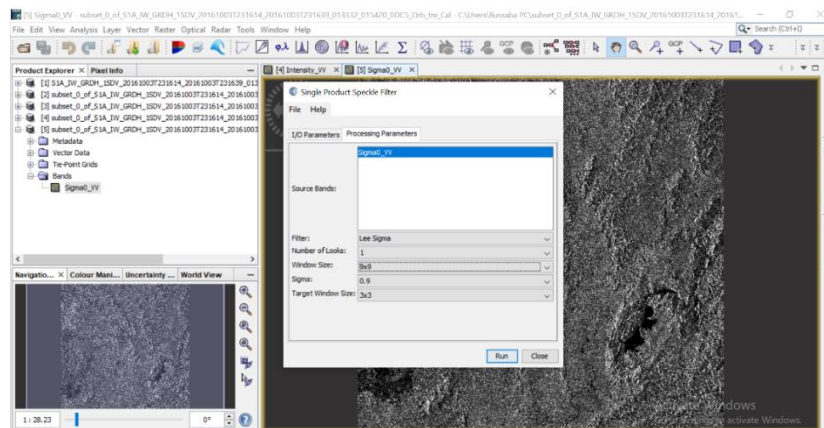 [5] Sigma0_VV - subset_0_of_S1A_IW_GRDH_1SDV_20161003T231614_20161003T231639_013332_015420_0DC5_Orb_tnr_Cal - C:\Users\Russaba PC\subset_0_of_S1A_IW_GRDH_1SDV_20161003T231614_20161...
File Edit View Analysis Layer Vector Raster Optical Radar Tools Window Help
Search (Ctrl+I)
Product Explorer × Pixel Info
[4] Intensity_VV × [5] Sigma0_VV ×
[1] S1A_IW_GRDH_1SDV_20161003T231614_20161003T231639_013
[2] subset_0_of_S1A_IW_GRDH_1SDV_20161003T231614_20161003
[3] subset_0_of_S1A_IW_GRDH_1SDV_20161003T231614_20161003
[4] subset_0_of_S1A_IW_GRDH_1SDV_20161003T231614_20161003
[5] subset_0_of_S1A_IW_GRDH_1SDV_20161003T231614_20161003
Metadata
Vector Data
Tie-Point Grids
Bands
Sigma0_VV
Navigatio... × Colour Mani... Uncertainty ... World View
1 : 28.23
0°
Single Product Speckle Filter ×
File Help
I/O Parameters Processing Parameters
Source Bands:
Sigma0_VV
Filter: Lee Sigma
Number of Looks: 1
Window Size: 9x9
Sigma: 0.9
Target Window Size: 3x3
Run Close
Activate Windows
Go to Settings to activate Windows.